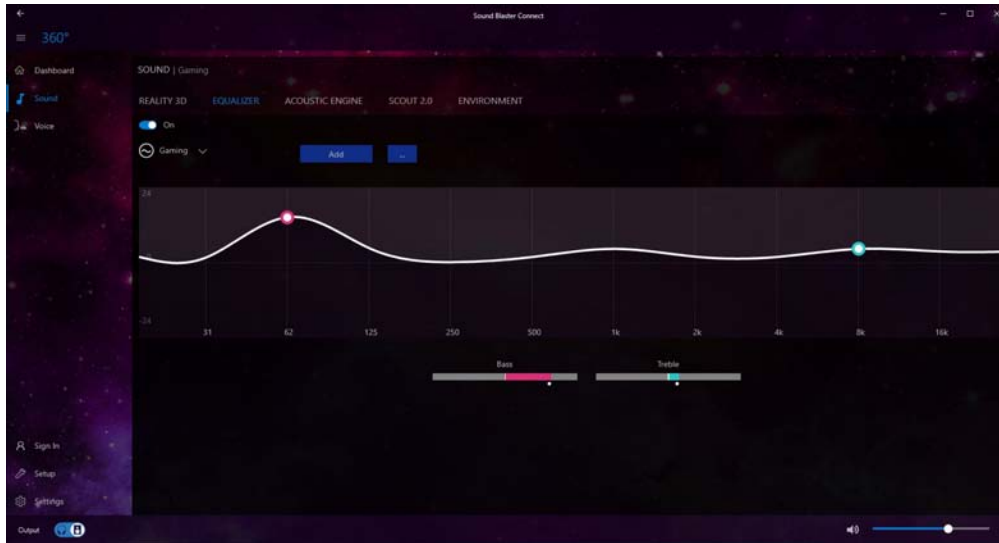 Sound Blaster Connect
360°
Dashboard
Sound
Voice
SOUND | Gaming
REALITY 3D EQUALIZER ACOUSTIC ENGINE SCOUT 2.0 ENVIRONMENT
On
Gaming
Add ...
24
-24
31 62 125 250 500 1k 2k 4k 8k 16k
Bass Treble
Sign In
Setup
Settings
Output